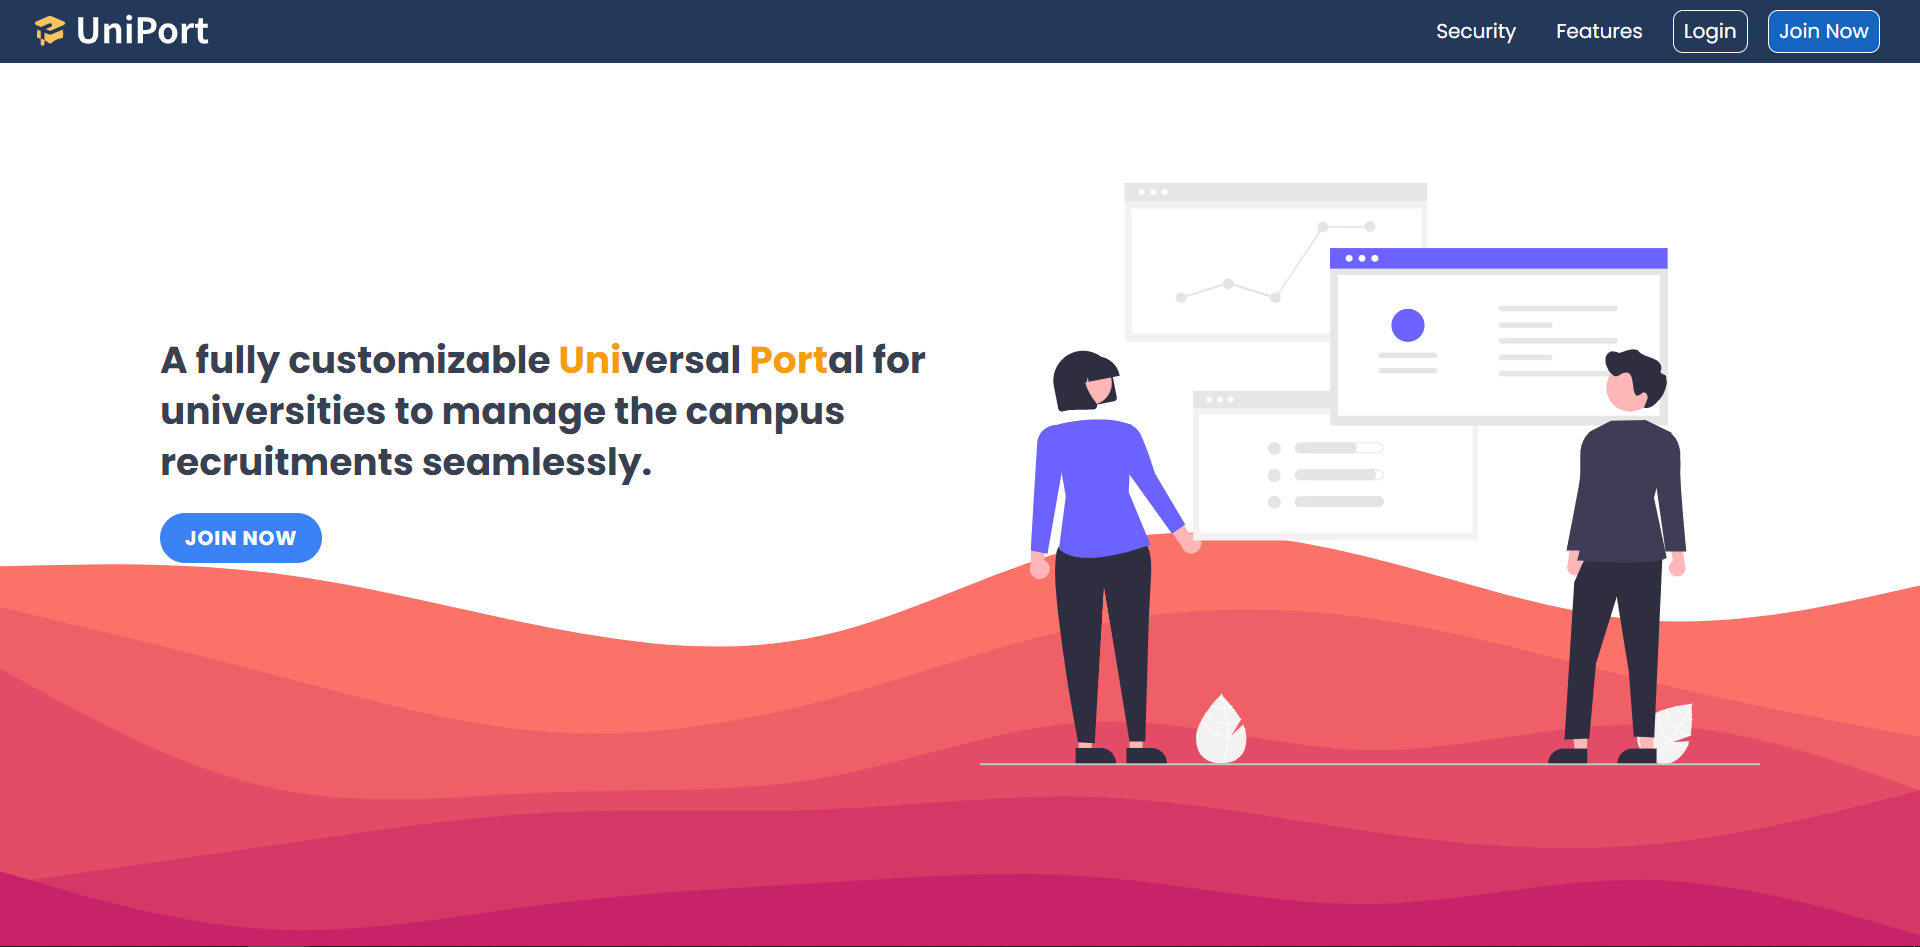 UniPort
Security
Features
Login
Join Now
A fully customizable Universal Portal for
universities to manage the campus
recruitments seamlessly.
JOIN NOW